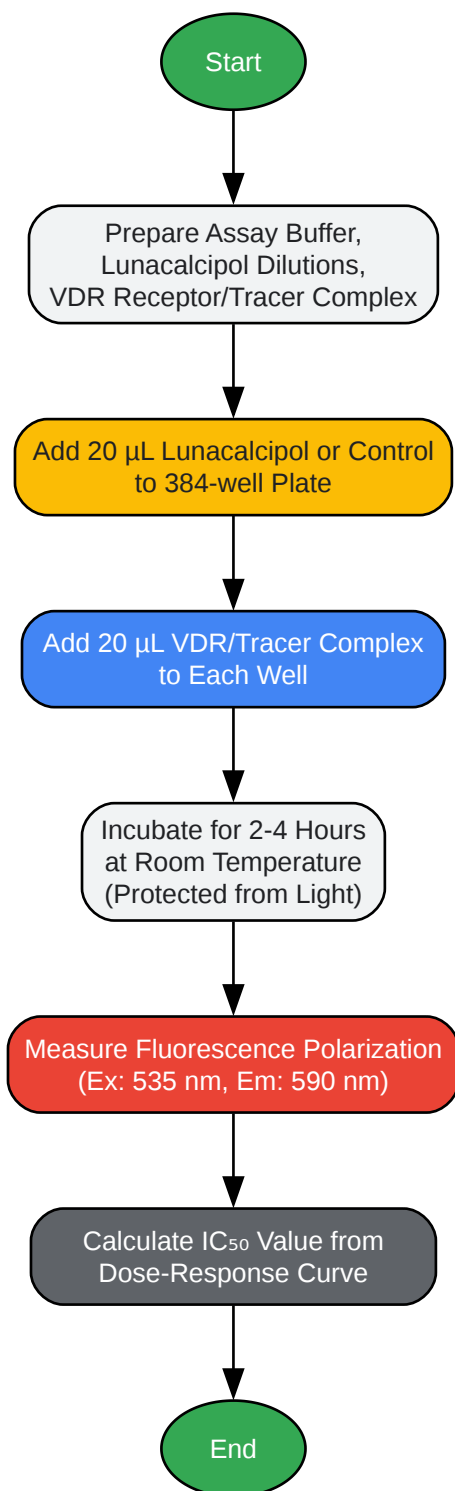 Start
Prepare Assay Buffer,
Lunacalcipol Dilutions,
VDR Receptor/Tracer Complex
Add 20 µL Lunacalcipol or Control
to 384-well Plate
Add 20 µL VDR/Tracer Complex
to Each Well
Incubate for 2-4 Hours
at Room Temperature
(Protected from Light)
Measure Fluorescence Polarization
(Ex: 535 nm, Em: 590 nm)
Calculate IC₅₀ Value from
Dose-Response Curve
End